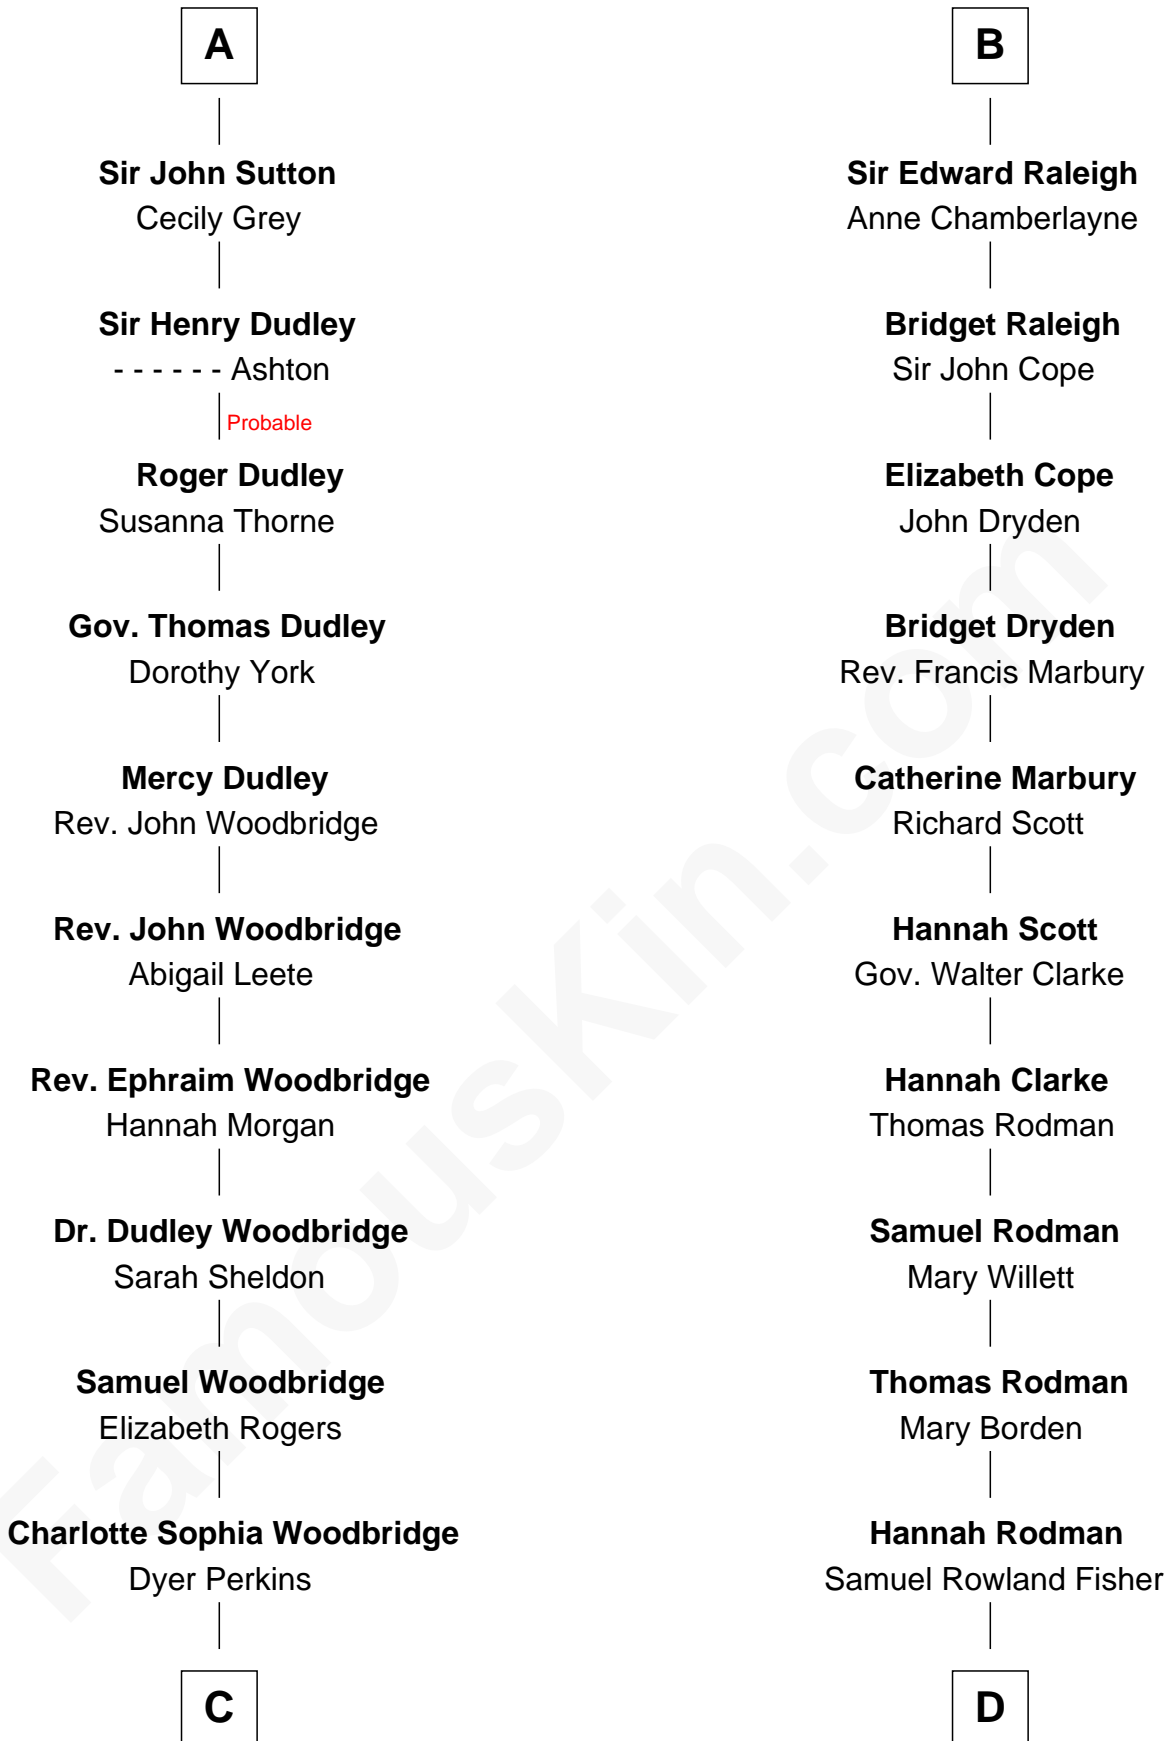 A
Sir John Sutton
Cecily Grey
Sir Henry Dudley
- - - - - - Ashton
Probable
Roger Dudley
Susanna Thorne
Gov. Thomas Dudley
Dorothy York
Mercy Dudley
Rev. John Woodbridge
Rev. John Woodbridge
Abigail Leete
Rev. Ephraim Woodbridge
Hannah Morgan
Dr. Dudley Woodbridge
Sarah Sheldon
Samuel Woodbridge
Elizabeth Rogers
Charlotte Sophia Woodbridge
Dyer Perkins
C
B
Sir Edward Raleigh
Anne Chamberlayne
Bridget Raleigh
Sir John Cope
Elizabeth Cope
John Dryden
Bridget Dryden
Rev. Francis Marbury
Catherine Marbury
Richard Scott
Hannah Scott
Gov. Walter Clarke
Hannah Clarke
Thomas Rodman
Samuel Rodman
Mary Willett
Thomas Rodman
Mary Borden
Hannah Rodman
Samuel Rowland Fisher
D
FamousKin.com